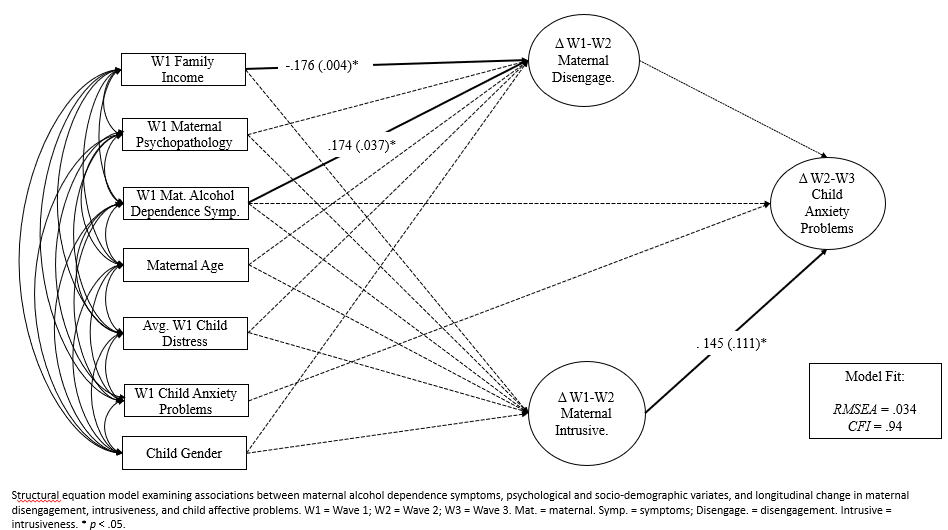 W1 Family
Income
W1 Maternal
Psychopathology
W1 Mat. Alcohol
Dependence Symp.
Maternal Age
Avg. W1 Child
Distress
W1 Child Anxiety
Problems
Child Gender
-.176 (.004)*
.174 (.037)*
Δ W1-W2
Maternal
Disengage.
Δ W1-W2
Maternal
Intrusive.
. 145 (.111)*
Δ W2-W3
Child
Anxiety
Problems
Model Fit:
RMSEA = .034
CFI = .94
Structural equation model examining associations between maternal alcohol dependence symptoms, psychological and socio-demographic variates, and longitudinal change in maternal
disengagement, intrusiveness, and child affective problems. W1 = Wave 1; W2 = Wave 2; W3 = Wave 3. Mat. = maternal. Symp. = symptoms; Disengage. = disengagement. Intrusive =
intrusiveness. * p < .05.